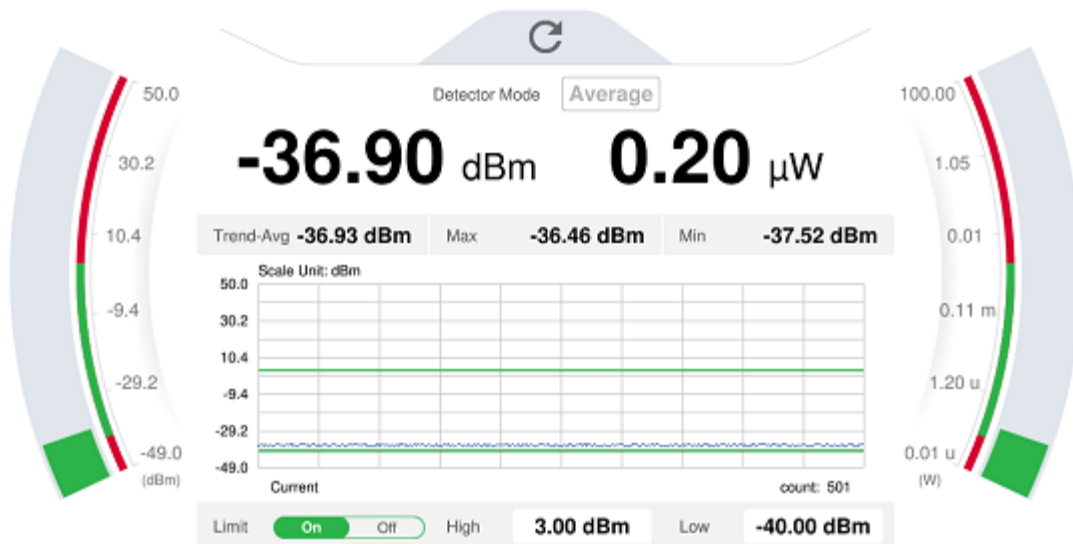 Detector Mode Average
-36.90 dBm 0.20 µW
Trend-Avg -36.93 dBm Max -36.46 dBm Min -37.52 dBm
50.0
30.2
10.4
-9.4
-29.2
-49.0
(dBm)
Scale Unit: dBm
50.0
30.2
10.4
-9.4
-29.2
-49.0
Current count: 501
100.00
1.05
0.01
0.11 m
1.20 u
0.01 u
(W)
Limit On Off High 3.00 dBm Low -40.00 dBm